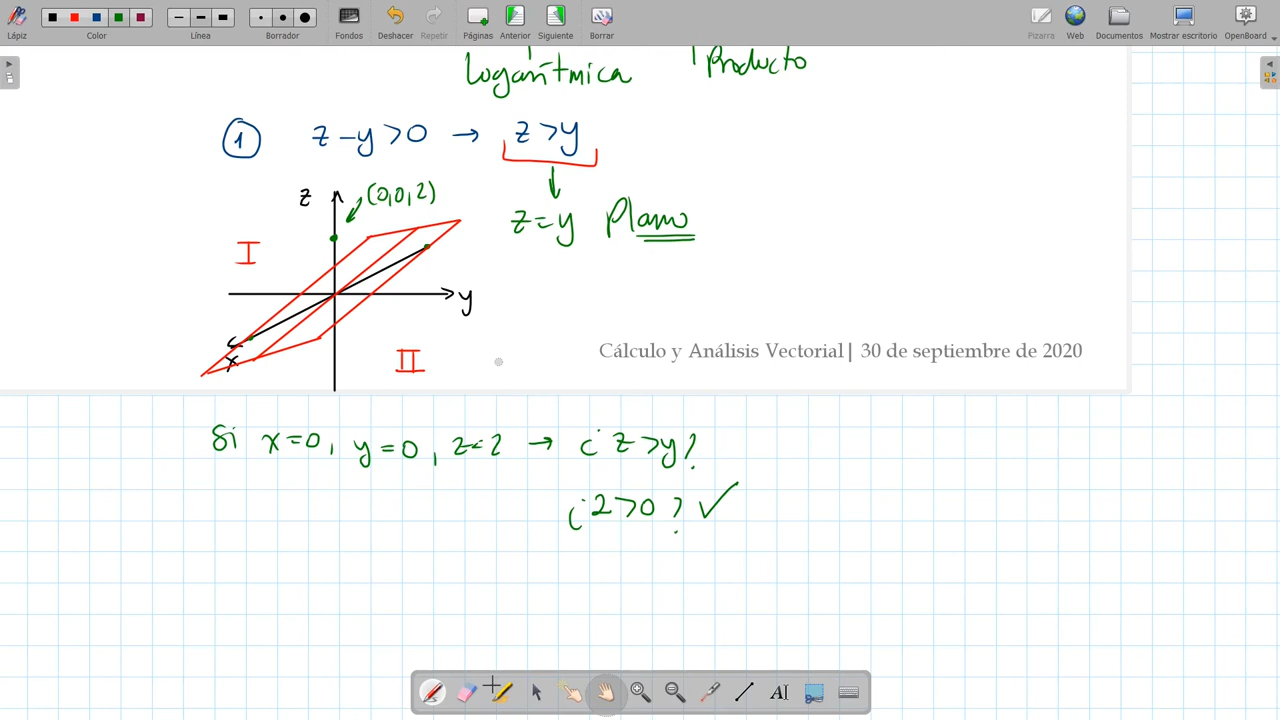 Lápiz Color Línea Borrador Fondos Deshacer Repetir Páginas Anterior Siguiente Borrar Pizarra Web Documentos Mostrar escritorio OpenBoard
Logarítmica Producto
1 z-y>0 → z>y
z (0,0,2)
z=y Plano
I
y
x
II
Cálculo y Análisis Vectorial| 30 de septiembre de 2020
Si x=0, y=0, z=2 → ¿z>y?
¿2>0? ✓